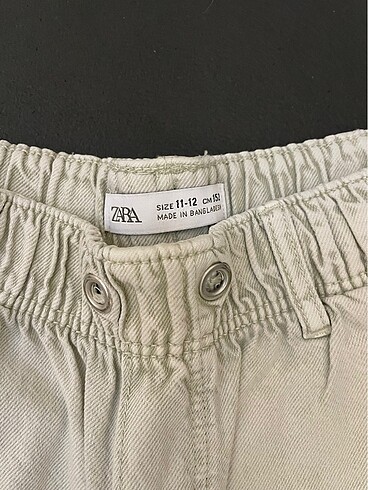 ZARA
SIZE 11-12 CM 152
MADE IN BANGLADESH